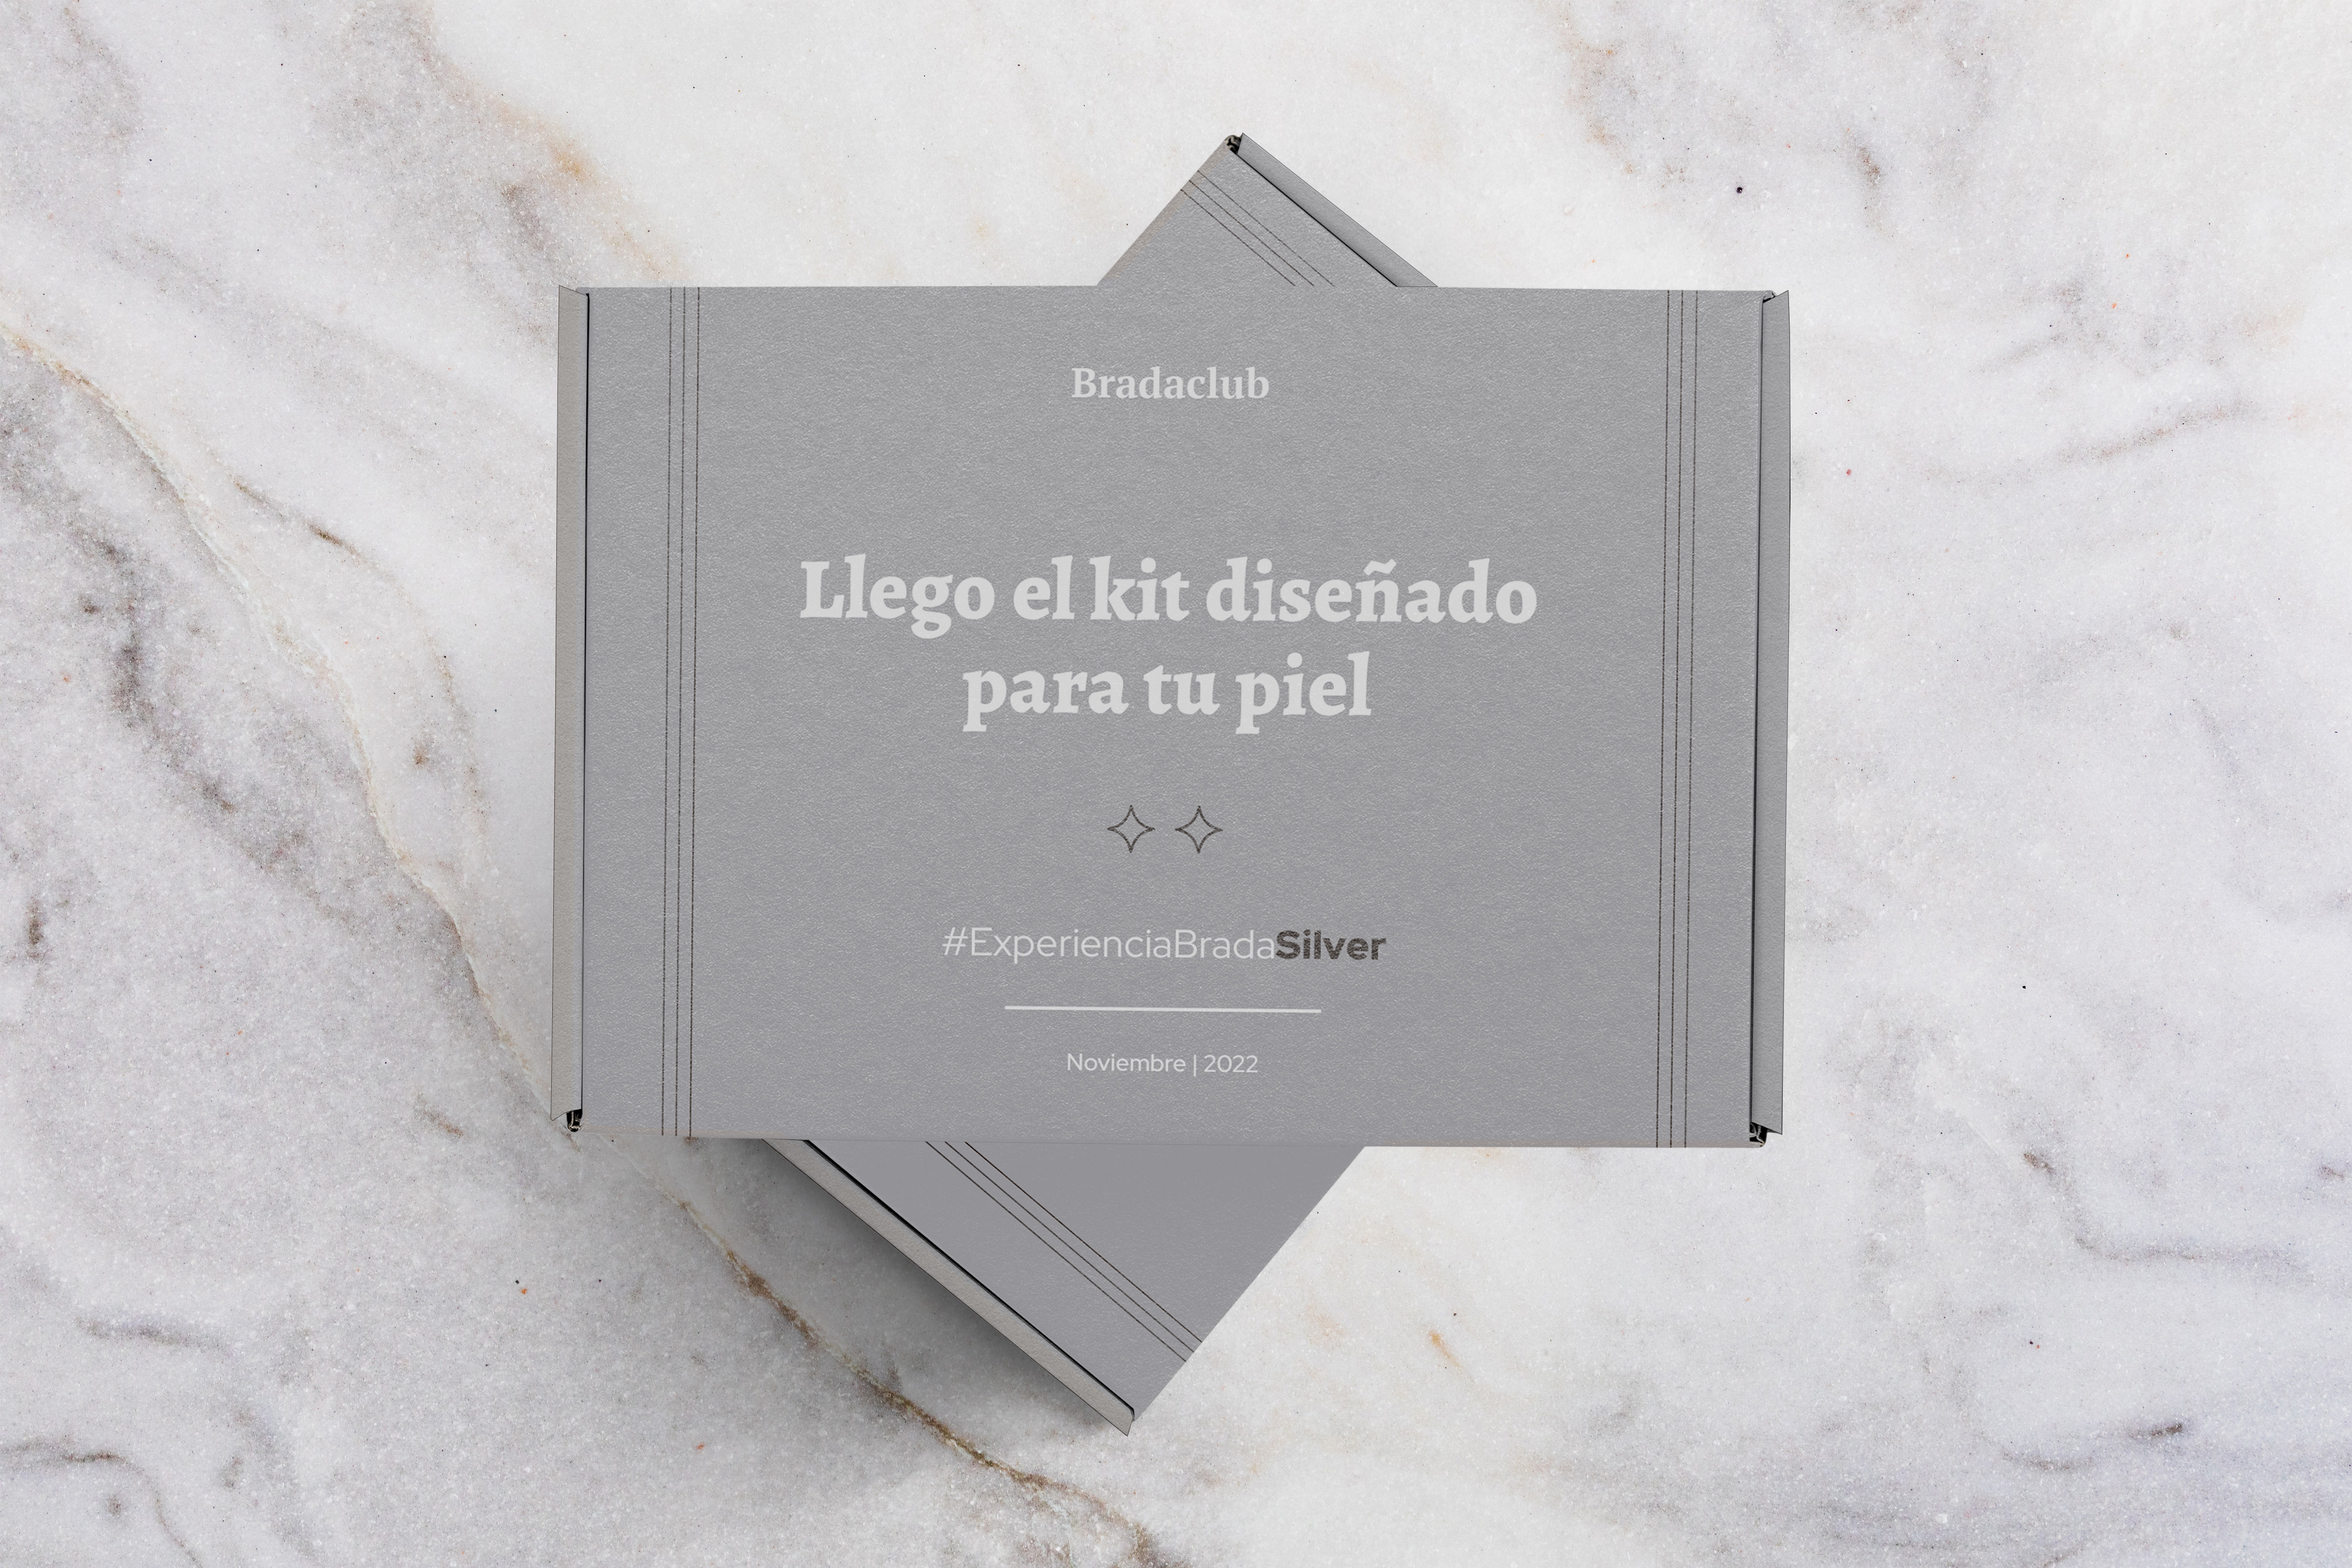 Bradaclub
Llego el kit diseñado
para tu piel
#ExperienciaBradaSilver
Noviembre | 2022